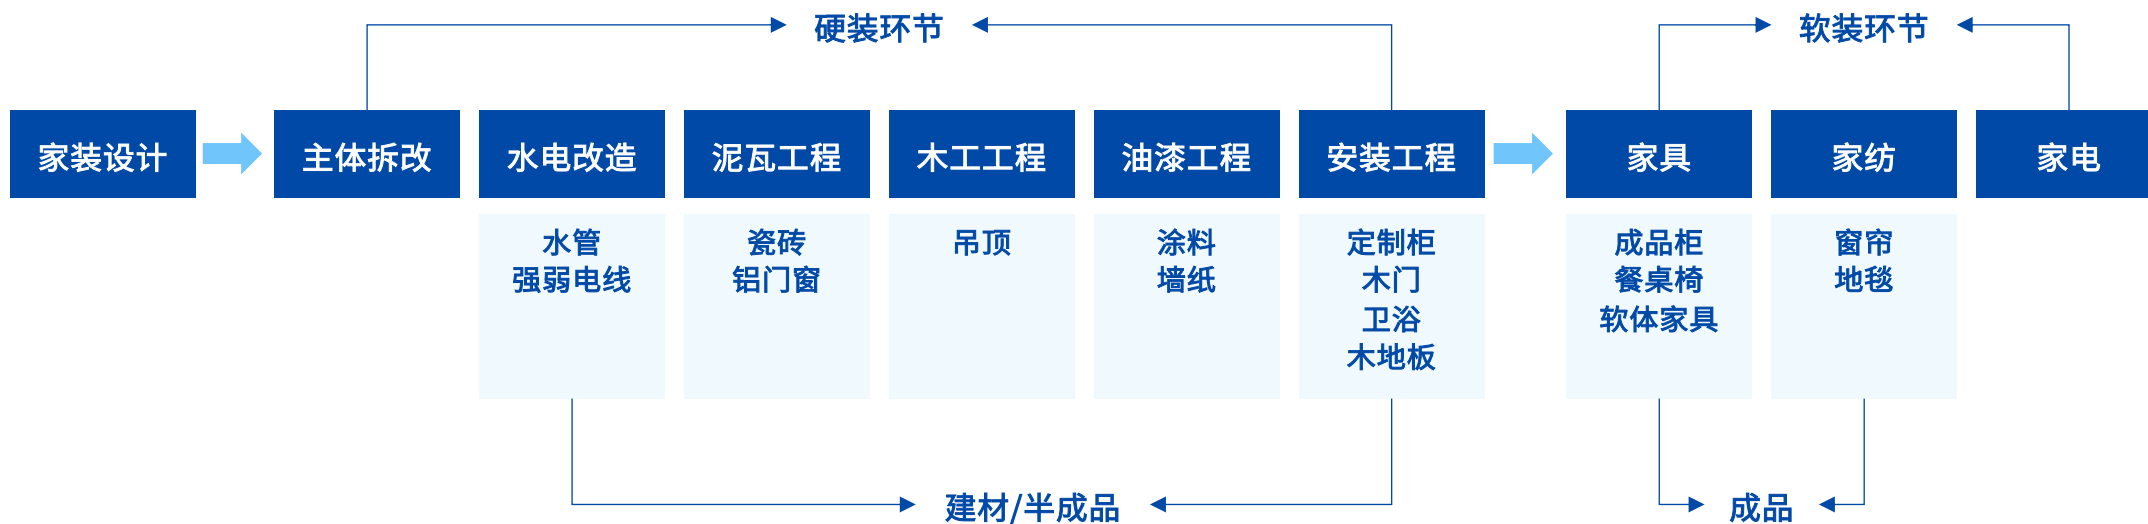 硬装环节
软装环节
家装设计
主体拆改
水电改造
泥瓦工程
木工工程
油漆工程
安装工程
家具
家纺
家电
水管
强弱电线
瓷砖
铝门窗
吊顶
涂料
墙纸
定制柜
木门
卫浴
木地板
成品柜
餐桌椅
软体家具
窗帘
地毯
建材/半成品
成品